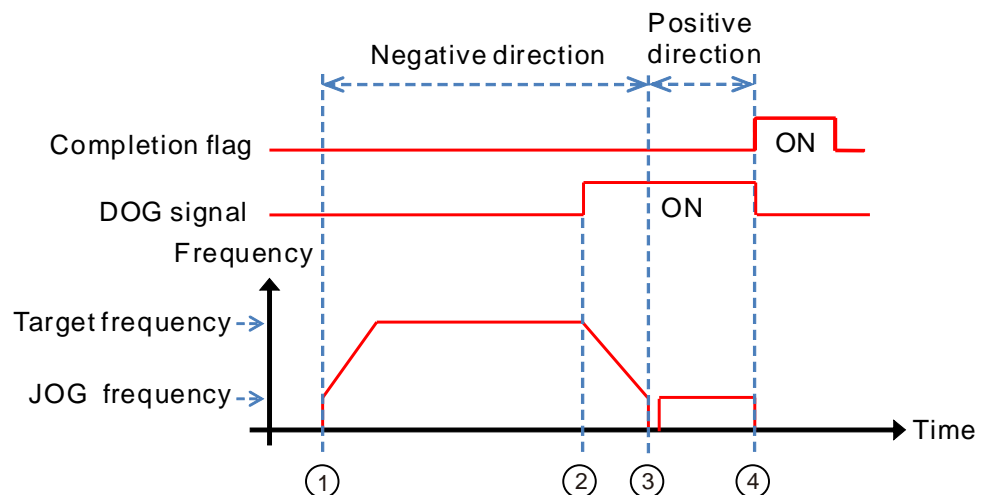 Positive
direction
Negative direction
Completion flag
ON
DOG signal
ON
Frequency
Target frequency
JOG frequency
Time
1 2 3 4